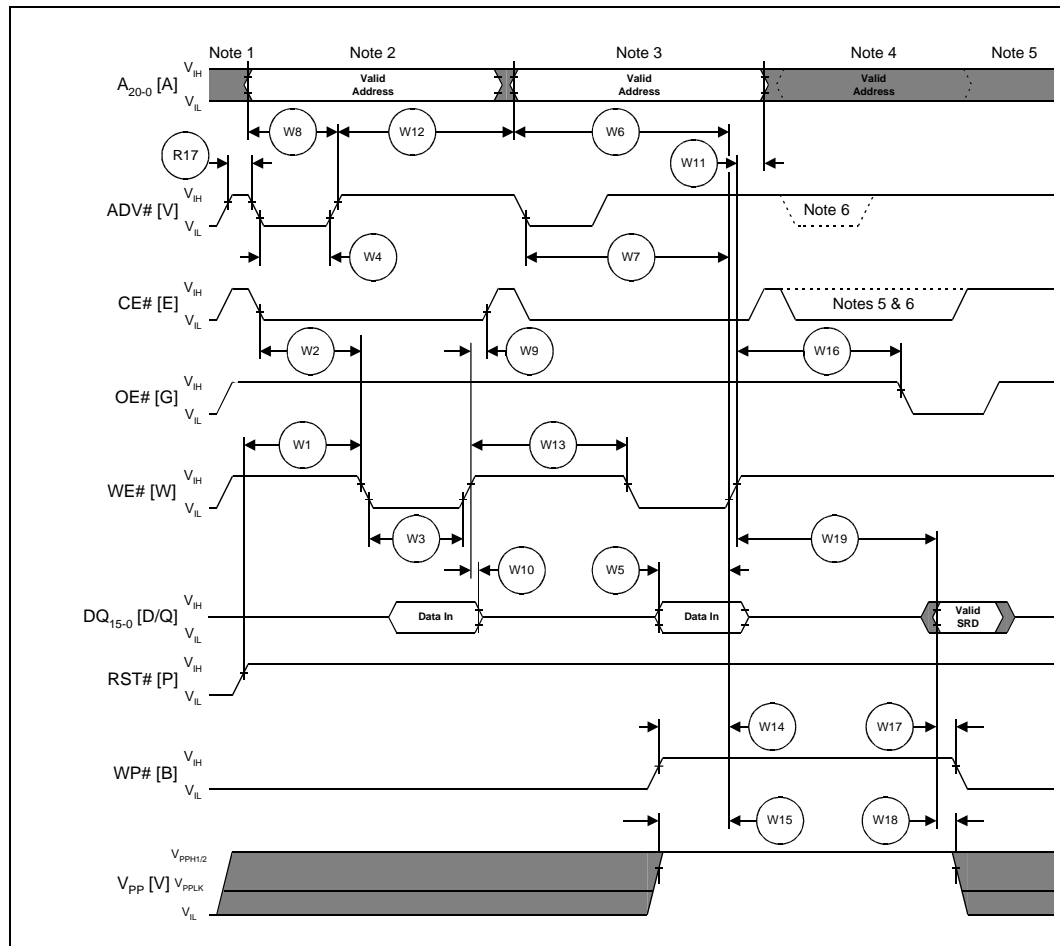 Note 1 Note 2 Note 3 Note 4 Note 5
A20-0 [A] VIH VIL Valid Address Valid Address Valid Address
W8 W12 W6
R17 W11
ADV# [V] VIH VIL Note 6
W4 W7
CE# [E] VIH VIL Notes 5 & 6
W2 W9 W16
OE# [G] VIH VIL
W1 W13
WE# [W] VIH VIL
W3 W19
W10 W5
DQ15-0 [D/Q] VIH VIL Data In Data In Valid SRD
RST# [P] VIH VIL
W14 W17
WP# [B] VIH VIL
W15 W18
VPP [V] VPPH1/2 VPPLK VIL